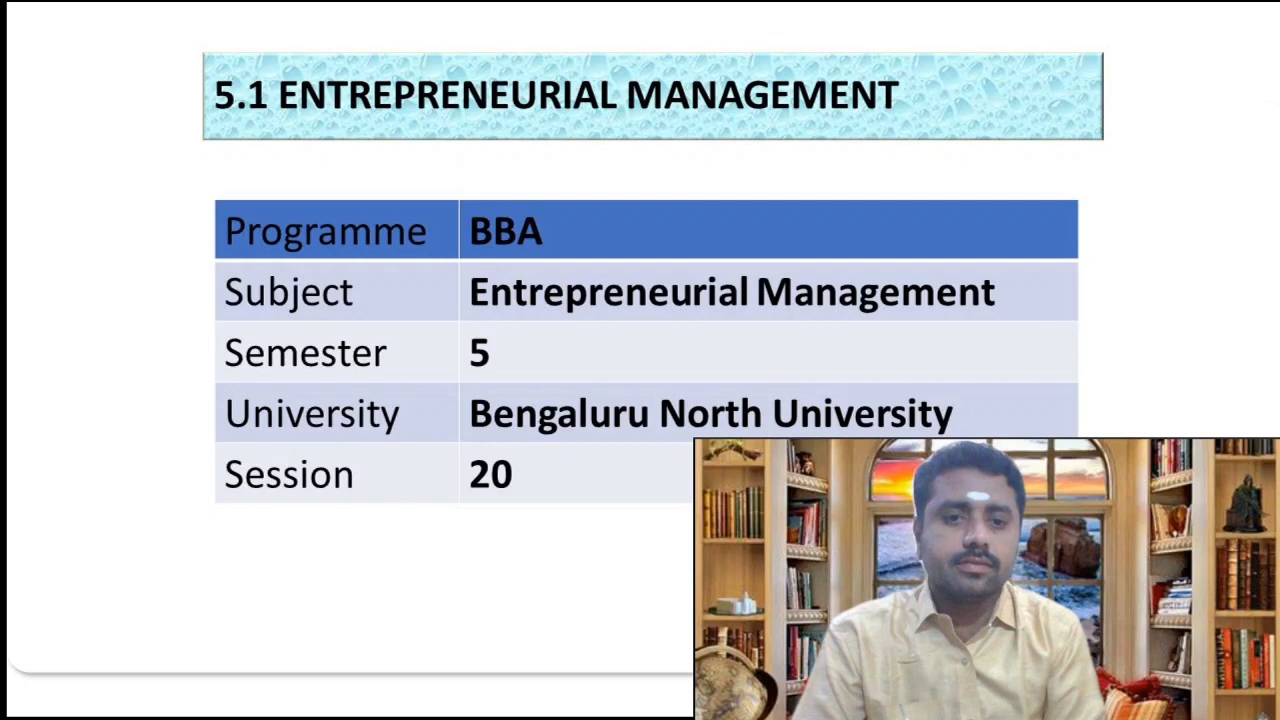 5.1 ENTREPRENEURIAL MANAGEMENT
Programme BBA
Subject Entrepreneurial Management
Semester 5
University Bengaluru North University
Session 20